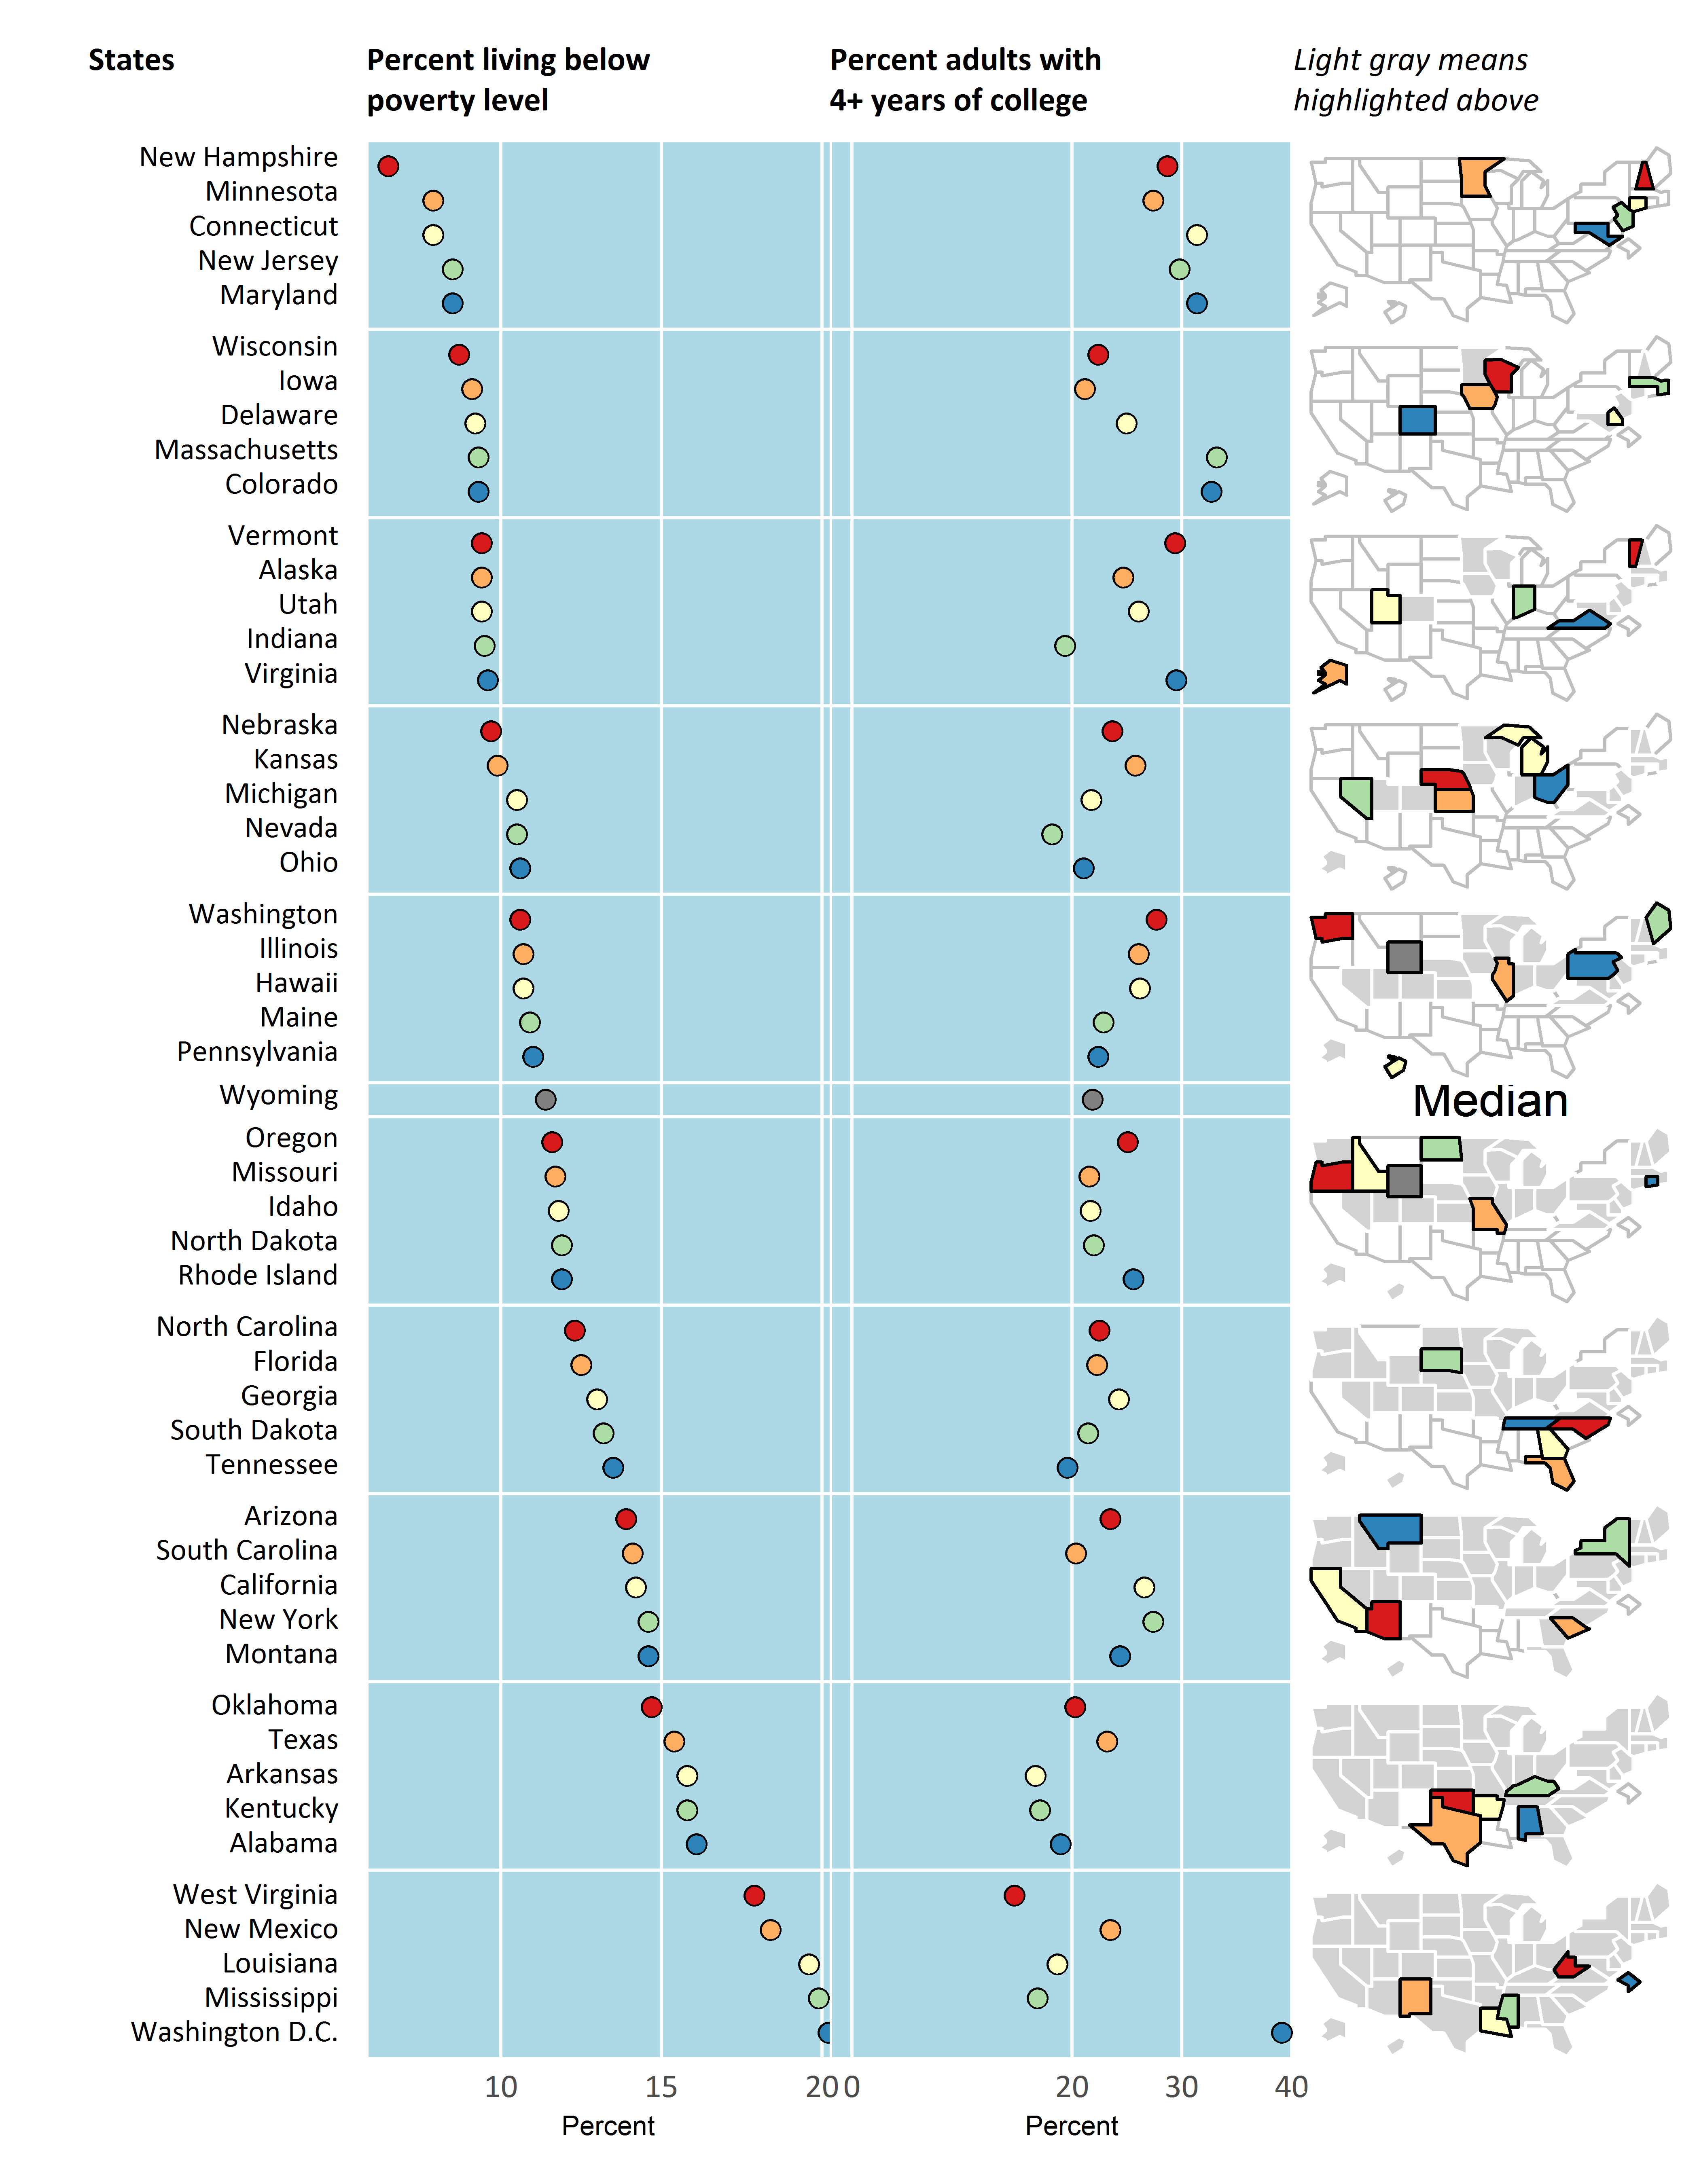 States
Percent living below
poverty level
Percent adults with
4+ years of college
Light gray means
highlighted above
New Hampshire
Minnesota
Connecticut
New Jersey
Maryland
Wisconsin
Iowa
Delaware
Massachusetts
Colorado
Vermont
Alaska
Utah
Indiana
Virginia
Nebraska
Kansas
Michigan
Nevada
Ohio
Washington
Illinois
Hawaii
Maine
Pennsylvania
Wyoming
Median
Oregon
Missouri
Idaho
North Dakota
Rhode Island
North Carolina
Florida
Georgia
South Dakota
Tennessee
Arizona
South Carolina
California
New York
Montana
Oklahoma
Texas
Arkansas
Kentucky
Alabama
West Virginia
New Mexico
Louisiana
Mississippi
Washington D.C.
10 15 20
0 20 30 40
Percent
Percent